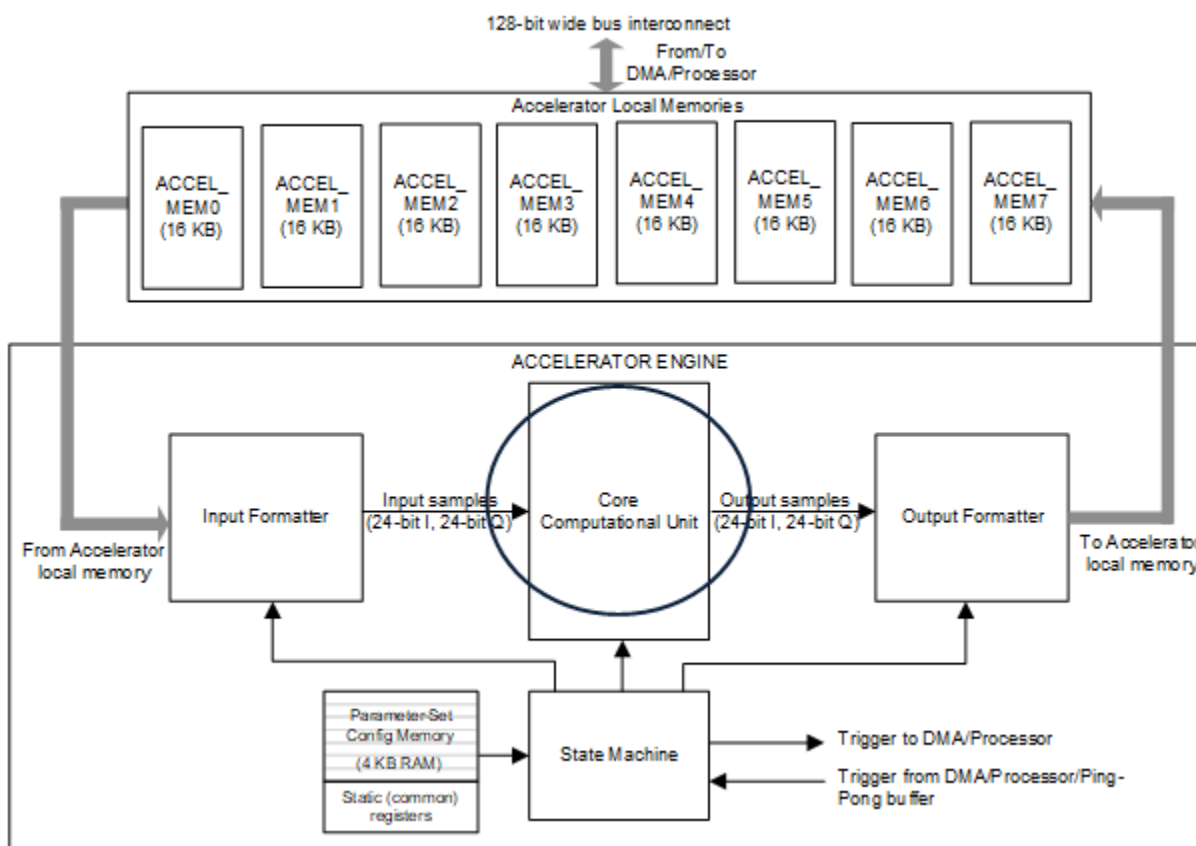 128-bit wide bus interconnect
From/To
DMA/Processor
Accelerator Local Memories
ACCEL_
MEM0
(16 KB)
ACCEL_
MEM1
(16 KB)
ACCEL_
MEM2
(16 KB)
ACCEL_
MEM3
(16 KB)
ACCEL_
MEM4
(16 KB)
ACCEL_
MEM5
(16 KB)
ACCEL_
MEM6
(16 KB)
ACCEL_
MEM7
(16 KB)
ACCELERATOR ENGINE
Input Formatter
Input samples
(24-bit I, 24-bit Q)
Core
Computational Unit
Output samples
(24-bit I, 24-bit Q)
Output Formatter
From Accelerator
local memory
To Accelerator
local memory
Parameter-Set
Config Memory
(4 KB RAM)
Static (common)
registers
State Machine
Trigger to DMA/Processor
Trigger from DMA/Processor/Ping-
Pong buffer